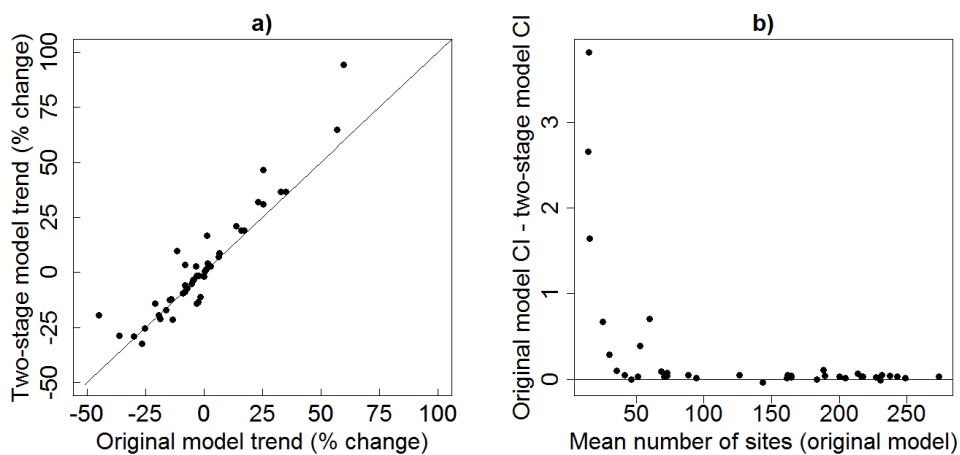 a)
Two-stage model trend (% change)
100
75
50
25
0
-25
-50
-50 -25 0 25 50 75 100
Original model trend (% change)
b)
Original model CI - two-stage model CI
3
2
1
0
50 100 150 200 250
Mean number of sites (original model)